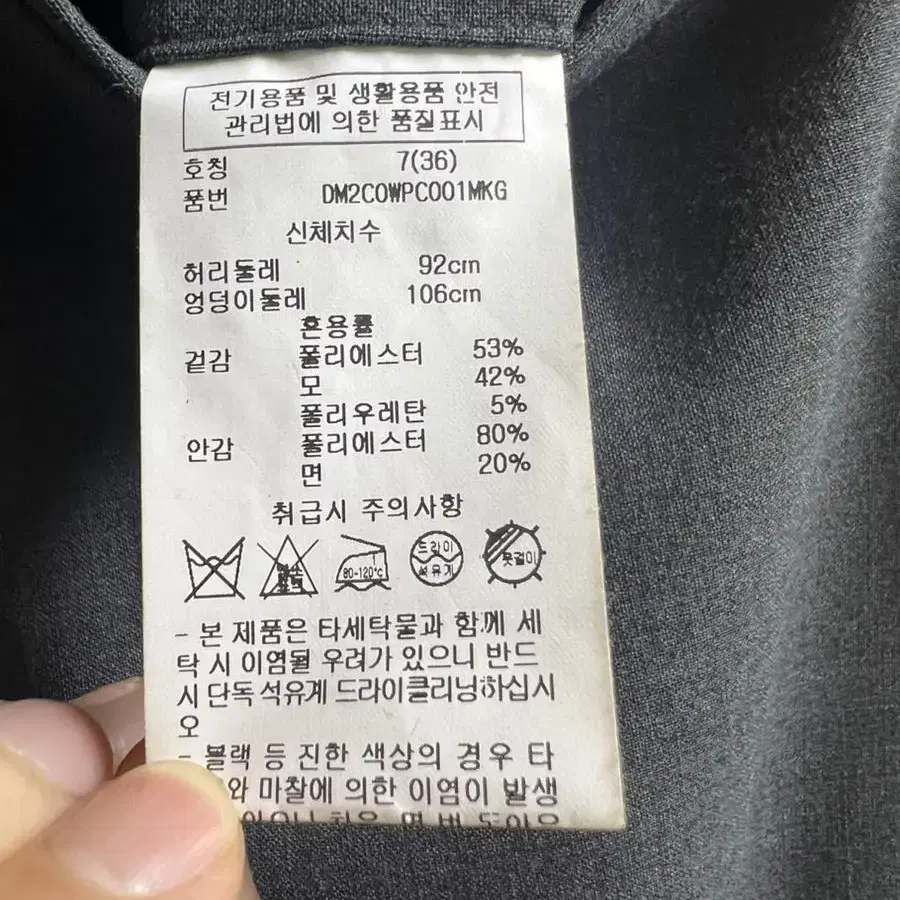 전기용품 및 생활용품 안전
관리법에 의한 품질표시
호칭 7(36)
품번 DM2C0WPC001MKG
신체치수
허리둘레 92cm
엉덩이둘레 106cm
혼용률
겉감 폴리에스터 53%
모 42%
폴리우레탄 5%
안감 폴리에스터 80%
면 20%
취급시 주의사항
80-120℃
드라이
석유계
뭇걸이
- 본 제품은 타세탁물과 함께 세
탁 시 이염될 우려가 있으니 반드
시 단독 석유계 드라이클리닝하십시
오
- 블랙 등 진한 색상의 경우 타
와 마찰에 의한 이염이 발생